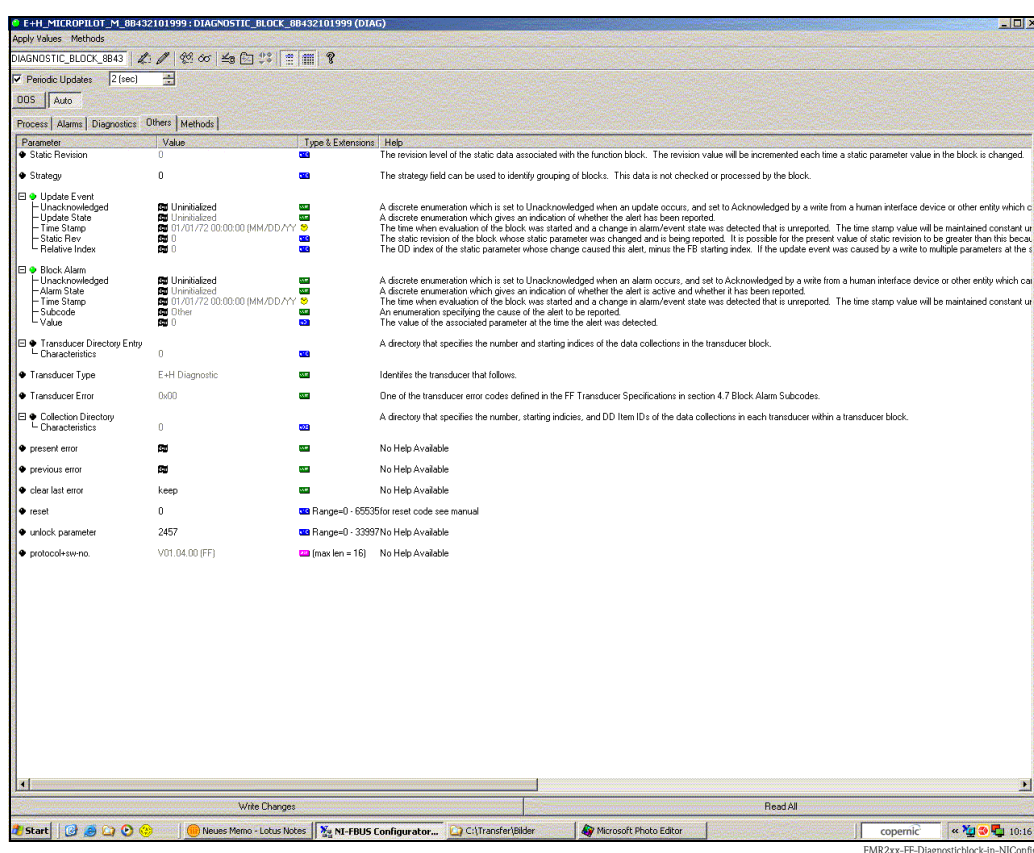 E+H_MICROPILOT_M_8B432101999 : DIAGNOSTIC_BLOCK_8B432101999 (DIAG)
Apply Values Methods
DIAGNOSTIC_BLOCK_8B43
Periodic Updates 2 (sec)
OOS Auto
Process Alarms Diagnostics Others Methods
Parameter Value Type & Extensions Help
Static Revision 0 The revision level of the static data associated with the function block. The revision value will be incremented each time a static parameter value in the block is changed.
Strategy 0 The strategy field can be used to identify grouping of blocks. This data is not checked or processed by the block.
Update Event
Unacknowledged Uninitialized A discrete enumeration which is set to Unacknowledged when an update occurs, and set to Acknowledged by a write from a human interface device or other entity which c
Update State Uninitialized A discrete enumeration which gives an indication of whether the alert has been reported.
Time Stamp 01/01/72 00:00:00 (MM/DD/YY The time when evaluation of the block was started and a change in alarm/event state was detected that is unreported. The time stamp value will be maintained constant ur
Static Rev 0 The static revision of the block whose static parameter was changed and is being reported. It is possible for the present value of static revision to be greater than this becau
Relative Index 0 The OD index of the static parameter whose change caused this alert, minus the FB starting index. If the update event was caused by a write to multiple parameters at the s
Block Alarm
Unacknowledged Uninitialized A discrete enumeration which is set to Unacknowledged when an alarm occurs, and set to Acknowledged by a write from a human interface device or other entity which car
Alarm State Uninitialized A discrete enumeration which gives an indication of whether the alert is active and whether it has been reported.
Time Stamp 01/01/72 00:00:00 (MM/DD/YY The time when evaluation of the block was started and a change in alarm/event state was detected that is unreported. The time stamp value will be maintained constant ur
Subcode Other An enumeration specifying the cause of the alert to be reported.
Value 0 The value of the associated parameter at the time the alert was detected.
Transducer Directory Entry A directory that specifies the number and starting indices of the data collections in the transducer block.
Characteristics 0
Transducer Type E+H Diagnostic Identifes the transducer that follows.
Transducer Error 0x00 One of the transducer error codes defined in the FF Transducer Specifications in section 4.7 Block Alarm Subcodes.
Collection Directory A directory that specifies the number, starting indicies, and DD Item IDs of the data collections in each transducer within a transducer block.
Characteristics 0
present error No Help Available
previous error No Help Available
clear last error keep No Help Available
reset 0 Range=0 - 65535 for reset code see manual
unlock parameter 2457 Range=0 - 33997 No Help Available
protocol+sw-no. V01.04.00 (FF) (max len = 16) No Help Available
Write Changes Read All
Start Neues Memo - Lotus Notes NI-FBUS Configurator... C:\Transfer\Bilder Microsoft Photo Editor copernic « 10:16
FMR2xx-FF-Diagnosticblock-in-NIConfig